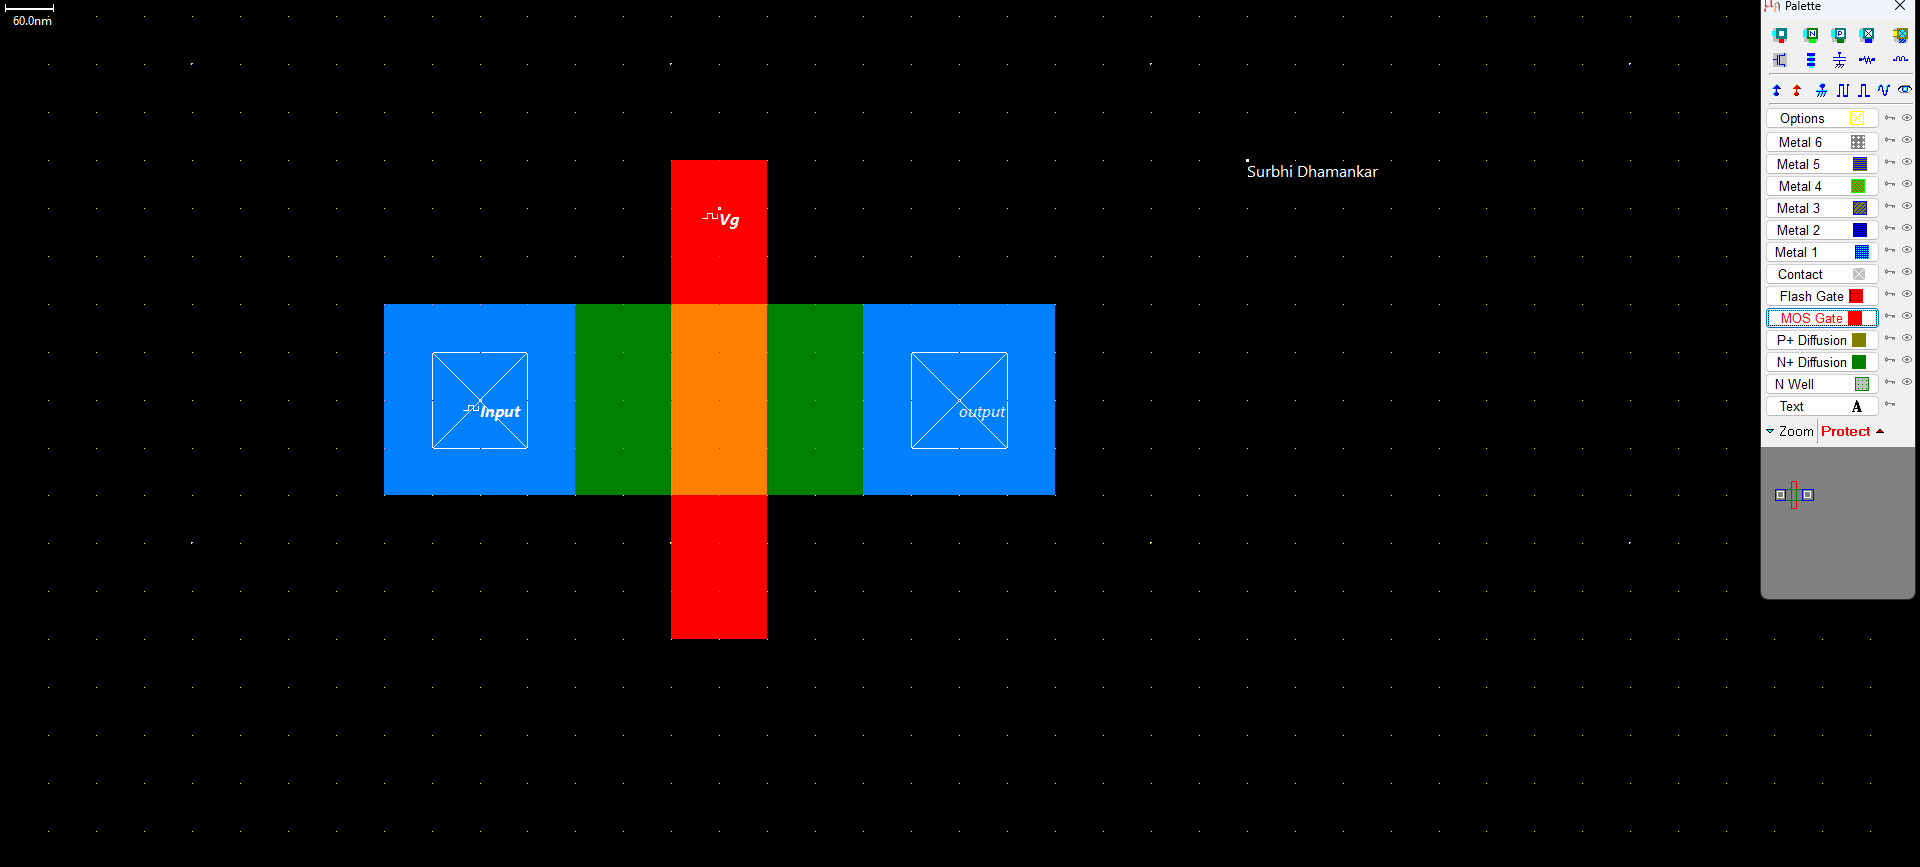 60.0nm
Palette
Vg
Surbhi Dhamankar
Input
output
N
P
Options
Metal 6
Metal 5
Metal 4
Metal 3
Metal 2
Metal 1
Contact
Flash Gate
MOS Gate
P+ Diffusion
N+ Diffusion
N Well
Text A
Zoom Protect